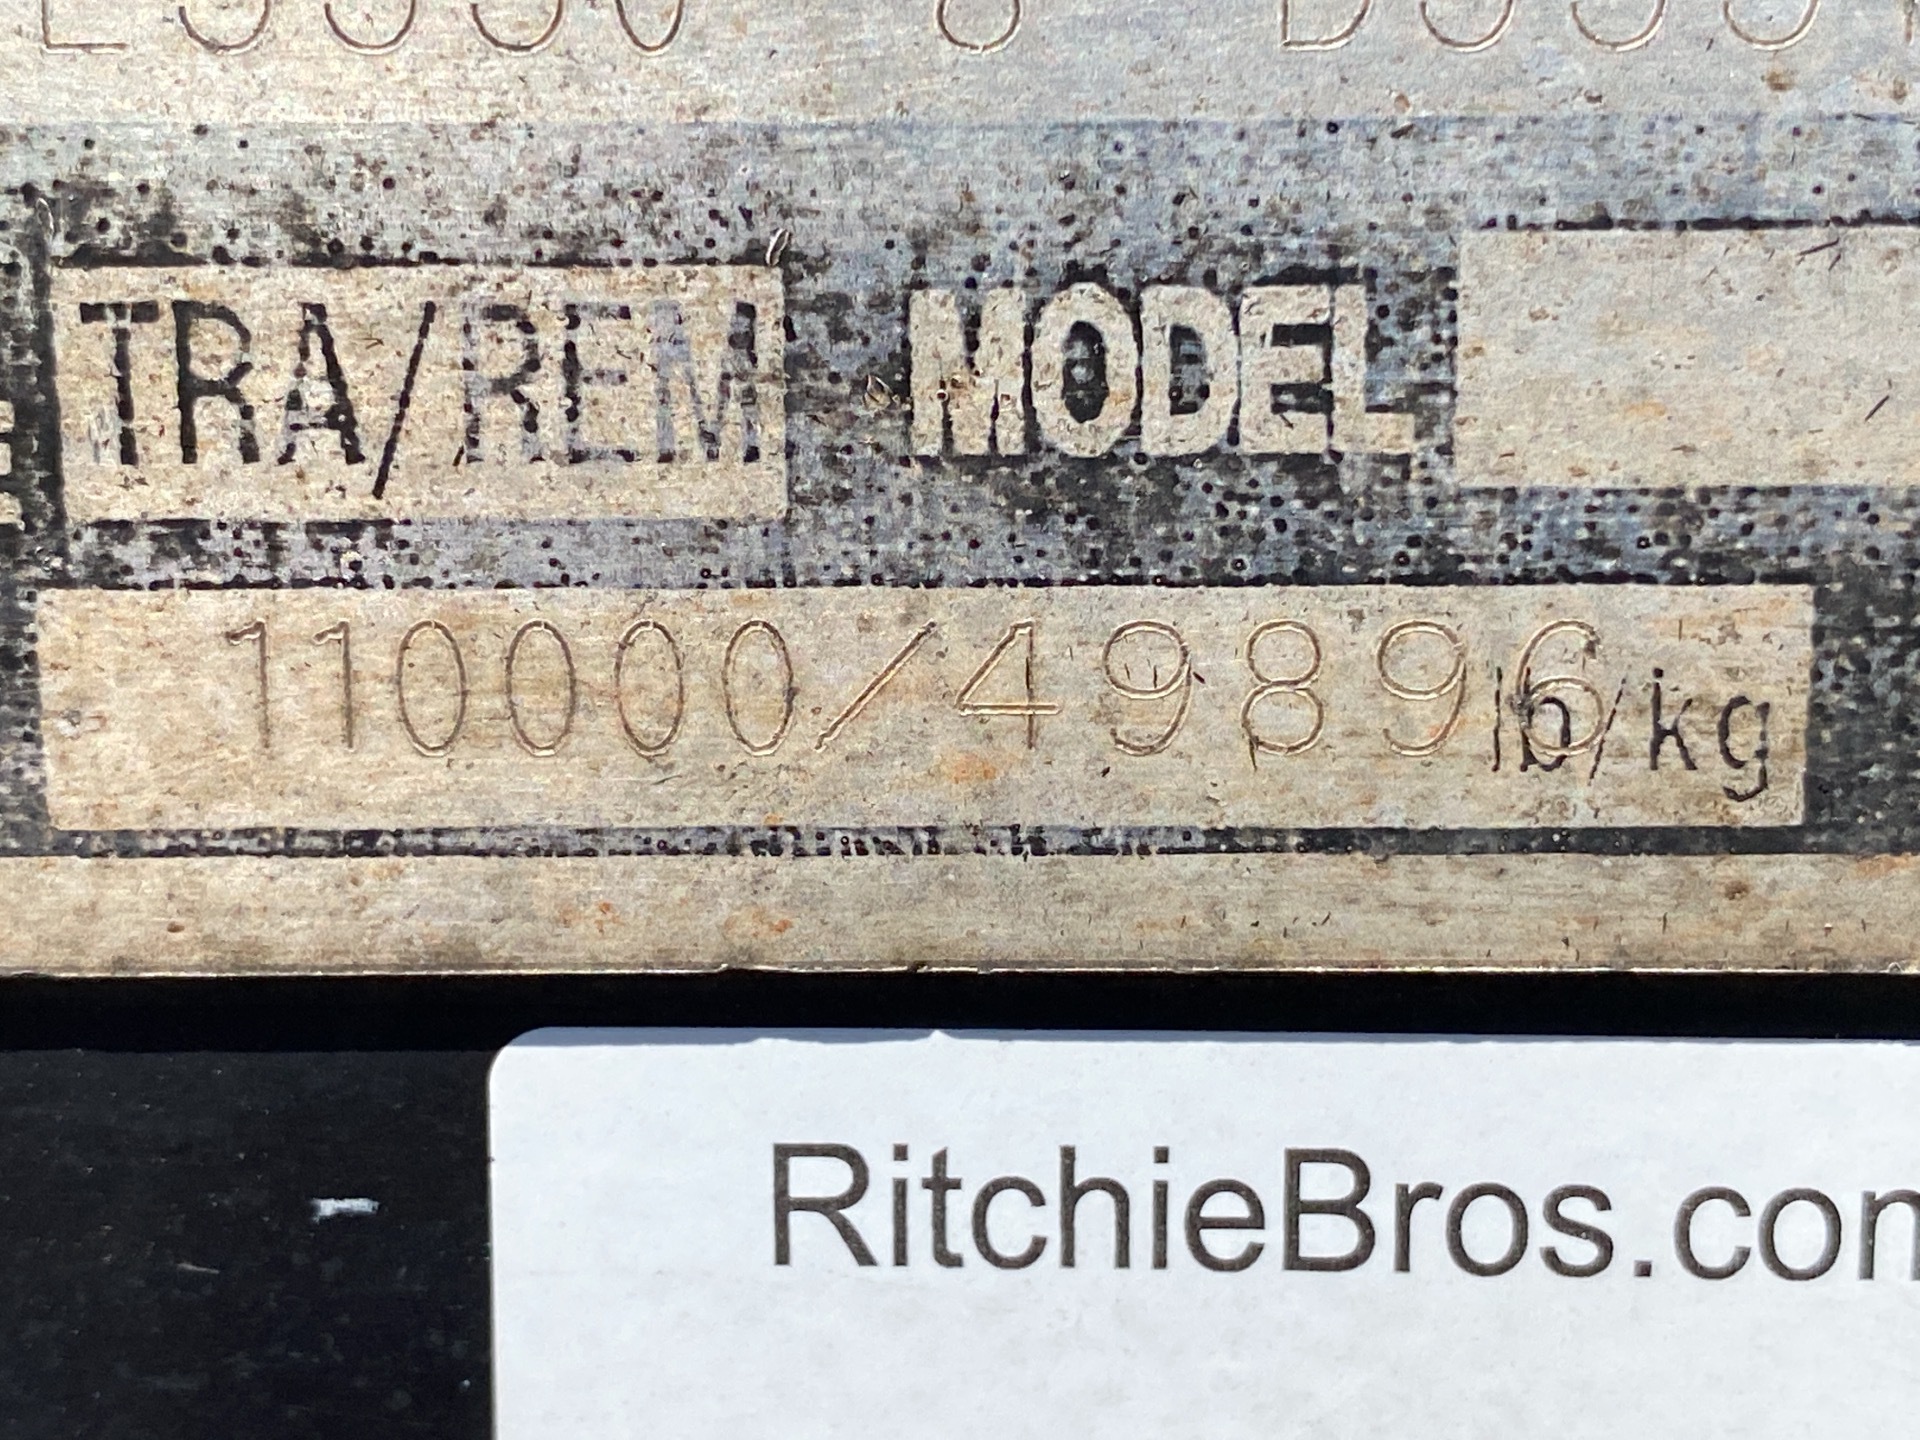 TRA/REM MODEL
110000/49896 lb/kg
RitchieBros.com